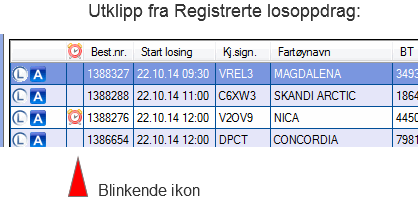 Utklipp fra Registrerte losoppdrag:
Best.nr. Start losing Kj.sign. Fartøynavn BT
L A 1388327 22.10.14 09:30 VREL3 MAGDALENA 3493
L A 1388288 22.10.14 11:00 C6XW3 SKANDI ARCTIC 1864
L A 1388276 22.10.14 12:00 V2OV9 NICA 4450
L A 1386654 22.10.14 12:00 DPCT CONCORDIA 7981
Blinkende ikon